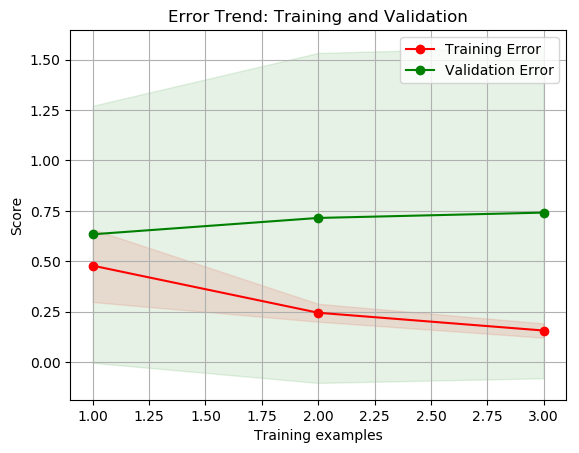 Error Trend: Training and Validation
Training Error
Validation Error
Score
1.50
1.25
1.00
0.75
0.50
0.25
0.00
1.00 1.25 1.50 1.75 2.00 2.25 2.50 2.75 3.00
Training examples